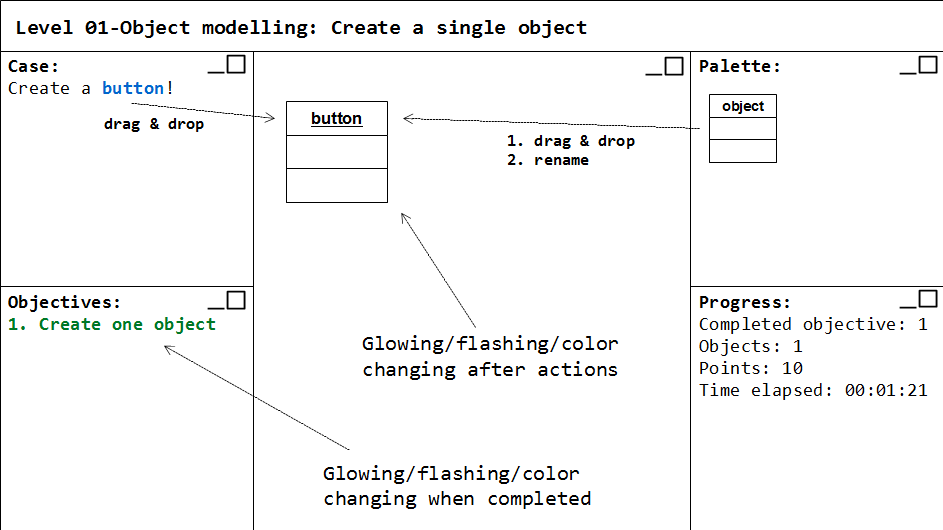 Level 01-Object modelling: Create a single object
Case:
Create a button!
drag & drop
Objectives:
1. Create one object
button
1. drag & drop
2. rename
Glowing/flashing/color
changing after actions
Glowing/flashing/color
changing when completed
Palette:
object
Progress:
Completed objective: 1
Objects: 1
Points: 10
Time elapsed: 00:01:21